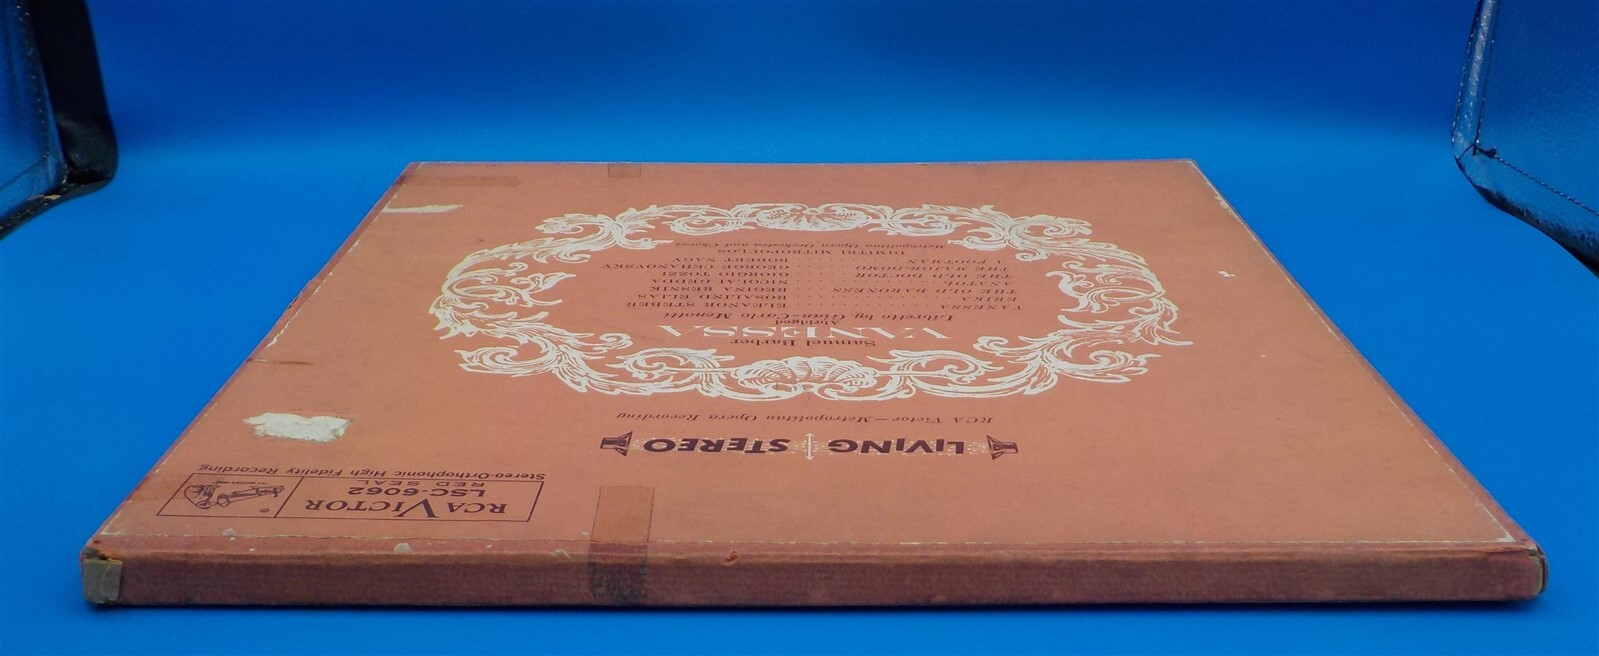 RCA VICTOR
LSC-6062
RED SEAL
Stereo-Orthophonic High Fidelity Recording
LIVING STEREO
RCA Victor—Metropolitan Opera Recording
Samuel Barber
VANESSA
Abridged
Libretto by Gian-Carlo Menotti
VANESSA . . . . . . . . ELEANOR STEBER
ERIKA . . . . . . . . ROSALIND ELIAS
THE OLD BARONESS . . . . REGINA RESNIK
ANATOL . . . . . . . . NICOLAI GEDDA
THE OLD DOCTOR . . . . . GIORGIO TOZZI
THE MAJOR-DOMO . . . . GEORGE CEHANOVSKY
A FOOTMAN . . . . . . ROBERT NAGY
DIMITRI MITROPOULOS
Metropolitan Opera Orchestra and Chorus